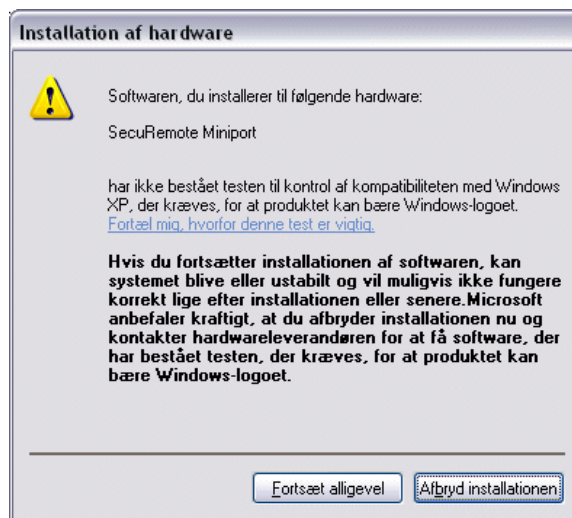 Installation af hardware
Softwaren, du installerer til følgende hardware:
SecuRemote Miniport
har ikke bestået testen til kontrol af kompatibiliteten med Windows
XP, der kræves, for at produktet kan bære Windows-logoet.
Fortæl mig, hvorfor denne test er vigtig.
Hvis du fortsætter installationen af softwaren, kan
systemet blive eller ustabilt og vil muligvis ikke fungere
korrekt lige efter installationen eller senere.Microsoft
anbefaler kraftigt, at du afbryder installationen nu og
kontakter hardwareleverandøren for at få software, der
har bestået testen, der kræves, for at produktet kan
bære Windows-logoet.
Fortsæt alligevel
Afbryd installationen